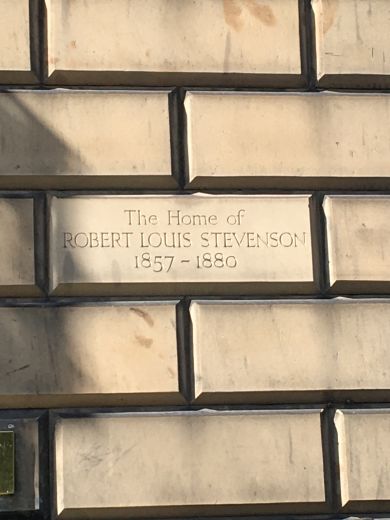 The Home of
ROBERT LOUIS STEVENSON
1857 - 1880